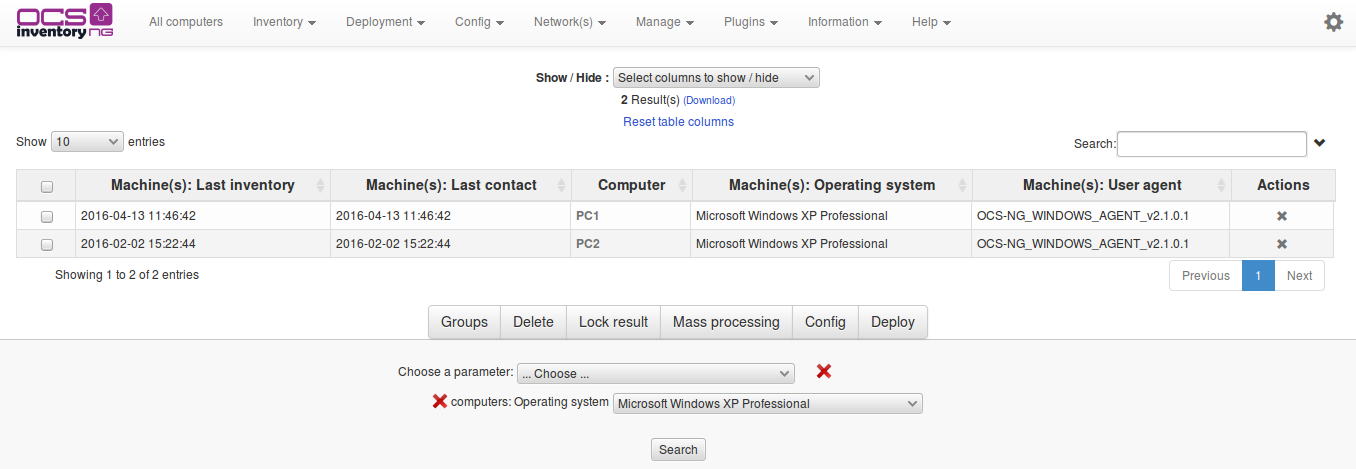 OCS
inventory NG
All computers Inventory Deployment Config Network(s) Manage Plugins Information Help
Show / Hide : Select columns to show / hide
2 Result(s) (Download)
Reset table columns
Show 10 entries Search:
Machine(s): Last inventory Machine(s): Last contact Computer Machine(s): Operating system Machine(s): User agent Actions
2016-04-13 11:46:42 2016-04-13 11:46:42 PC1 Microsoft Windows XP Professional OCS-NG_WINDOWS_AGENT_v2.1.0.1
2016-02-02 15:22:44 2016-02-02 15:22:44 PC2 Microsoft Windows XP Professional OCS-NG_WINDOWS_AGENT_v2.1.0.1
Showing 1 to 2 of 2 entries Previous 1 Next
Groups Delete Lock result Mass processing Config Deploy
Choose a parameter: ... Choose ...
computers: Operating system Microsoft Windows XP Professional
Search